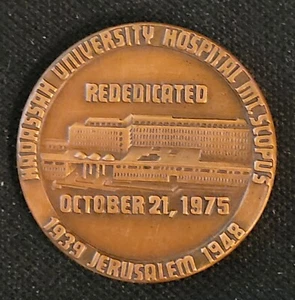 HADASSAH UNIVERSITY HOSPITAL MT. SCOPUS
REDEDICATED
OCTOBER 21, 1975
1939 JERUSALEM 1948